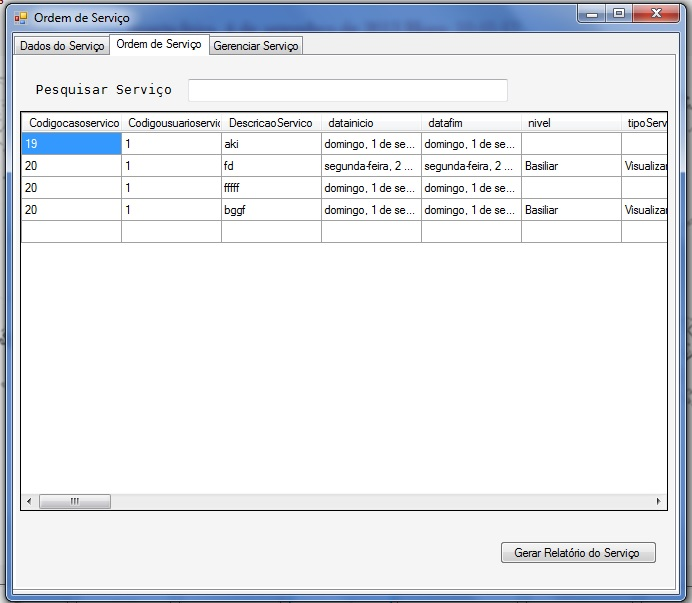 Ordem de Serviço
Dados do Serviço Ordem de Serviço Gerenciar Serviço
Pesquisar Serviço
Codigocasoservico Codigousuarioservic DescricaoServico datainicio datafim nivel tipoServ
19 1 aki domingo, 1 de se... domingo, 1 de se...
20 1 fd segunda-feira, 2 ... segunda-feira, 2 ... Basiliar Visualizar
20 1 fffff domingo, 1 de se... domingo, 1 de se...
20 1 bggf domingo, 1 de se... domingo, 1 de se... Basiliar Visualizar
Gerar Relatório do Serviço